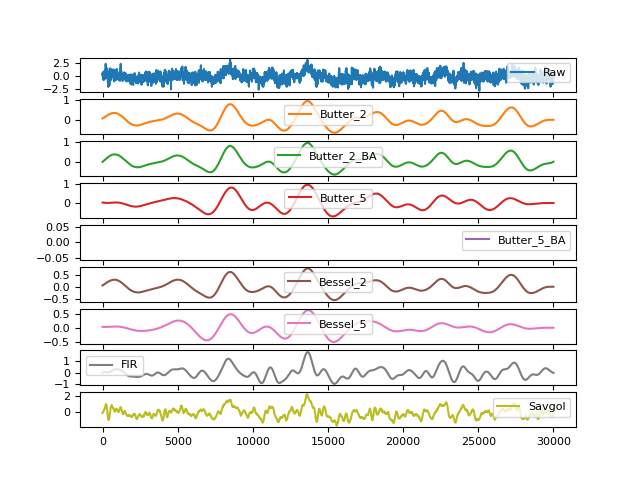 2.5
0.0
−2.5
Raw
1
0
Butter_2
1
0
Butter_2_BA
1
0
Butter_5
0.05
0.00
−0.05
Butter_5_BA
0.5
0.0
−0.5
Bessel_2
0.5
0.0
−0.5
Bessel_5
1
0
−1
FIR
2
0
Savgol
0 5000 10000 15000 20000 25000 30000